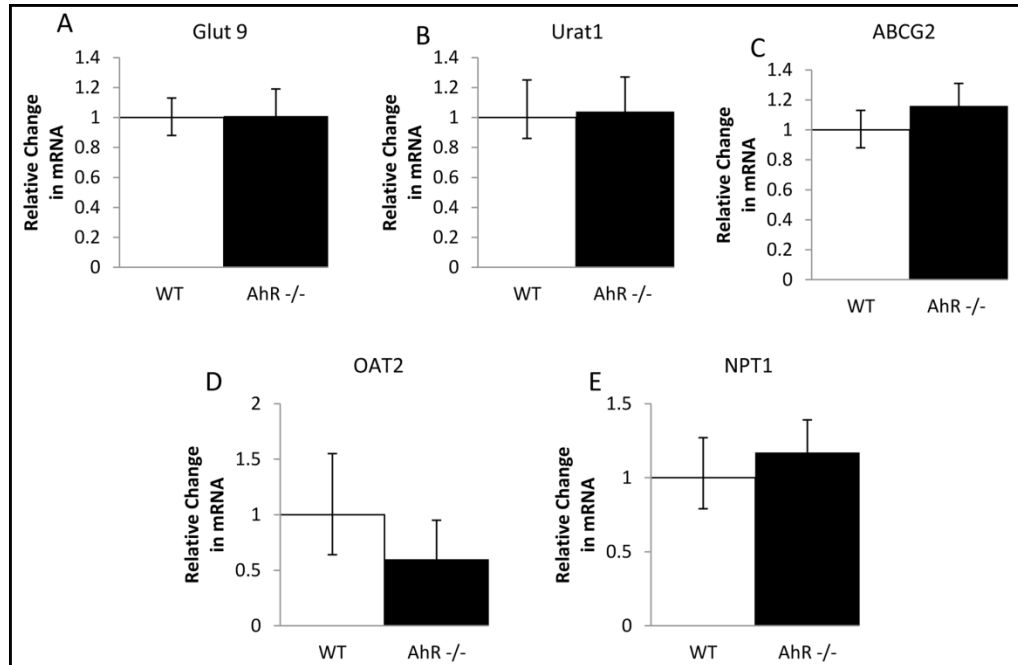 A
Glut 9
Relative Change
in mRNA
1.4
1.2
1
0.8
0.6
0.4
0.2
0
WT
AhR -/-
B
Urat1
Relative Change
in mRNA
1.4
1.2
1
0.8
0.6
0.4
0.2
0
WT
AhR -/-
C
ABCG2
Relative Change
in mRNA
1.4
1.2
1
0.8
0.6
0.4
0.2
0
WT
AhR -/-
D
OAT2
Relative Change
in mRNA
2
1.5
1
0.5
0
WT
AhR -/-
E
NPT1
Relative Change
in mRNA
1.5
1
0.5
0
WT
AhR -/-